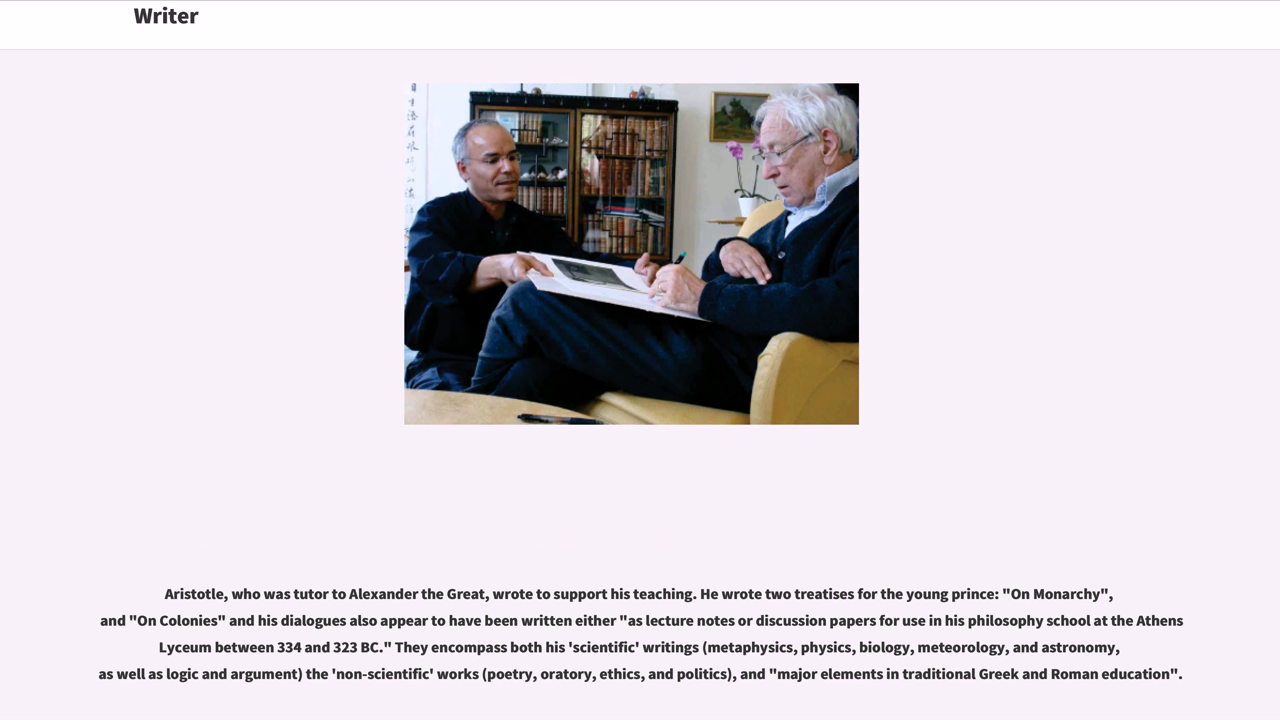 Writer
Aristotle, who was tutor to Alexander the Great, wrote to support his teaching. He wrote two treatises for the young prince: "On Monarchy",
and "On Colonies" and his dialogues also appear to have been written either "as lecture notes or discussion papers for use in his philosophy school at the Athens
Lyceum between 334 and 323 BC." They encompass both his 'scientific' writings (metaphysics, physics, biology, meteorology, and astronomy,
as well as logic and argument) the 'non-scientific' works (poetry, oratory, ethics, and politics), and "major elements in traditional Greek and Roman education".